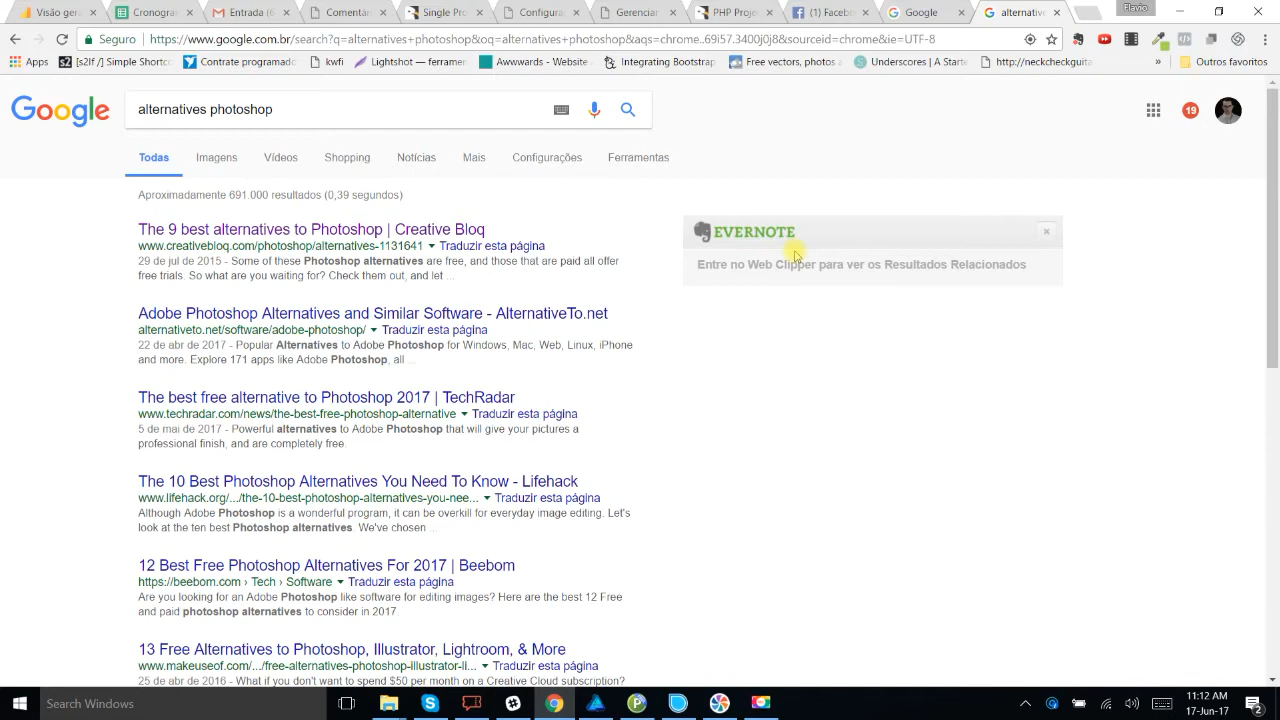 Visão geral
Cronogra
Entrada (6
Comentári
Single Pro
Configura
Gerenciar
PHP Proje
(1) Faceb
Google
alternative
Flavio
Seguro
https://www.google.com.br/search?q=alternatives+photoshop&oq=alternatives+photoshop&aqs=chrome..69i57.3400j0j8&sourceid=chrome&ie=UTF-8
Apps
[s2If /] Simple Shortc
Contrate programado
kwfi
Lightshot — ferramen
Awwwards - Website
Integrating Bootstrap
Free vectors, photos a
Underscores | A Starte
http://neckcheckguita
»
Outros favoritos
Google
alternatives photoshop
19
Todas Imagens Vídeos Shopping Notícias Mais Configurações Ferramentas
Aproximadamente 691.000 resultados (0,39 segundos)
The 9 best alternatives to Photoshop | Creative Bloq
www.creativebloq.com/photoshop/alternatives-1131641 Traduzir esta página
29 de jul de 2015 - Some of these Photoshop alternatives are free, and those that are paid all offer
free trials. So what are you waiting for? Check them out, and let ...
EVERNOTE
Entre no Web Clipper para ver os Resultados Relacionados
Adobe Photoshop Alternatives and Similar Software - AlternativeTo.net
alternativeto.net/software/adobe-photoshop/ Traduzir esta página
22 de abr de 2017 - Popular Alternatives to Adobe Photoshop for Windows, Mac, Web, Linux, iPhone
and more. Explore 171 apps like Adobe Photoshop, all ...
The best free alternative to Photoshop 2017 | TechRadar
www.techradar.com/news/the-best-free-photoshop-alternative Traduzir esta página
5 de mai de 2017 - Powerful alternatives to Adobe Photoshop that will give your pictures a
professional finish, and are completely free.
The 10 Best Photoshop Alternatives You Need To Know - Lifehack
www.lifehack.org/.../the-10-best-photoshop-alternatives-you-nee... Traduzir esta página
Although Adobe Photoshop is a wonderful program, it can be overkill for everyday image editing. Let's
look at the ten best Photoshop alternatives. We've chosen ...
12 Best Free Photoshop Alternatives For 2017 | Beebom
https://beebom.com › Tech › Software Traduzir esta página
Are you looking for an Adobe Photoshop like software for editing images? Here are the best 12 Free
and paid photoshop alternatives to consider in 2017
13 Free Alternatives to Photoshop, Illustrator, Lightroom, & More
www.makeuseof.com/.../free-alternatives-photoshop-illustrator-li... Traduzir esta página
25 de abr de 2016 - What if you don't want to spend $50 per month on a Creative Cloud subscription?
Search Windows
11:12 AM
17-Jun-17
2